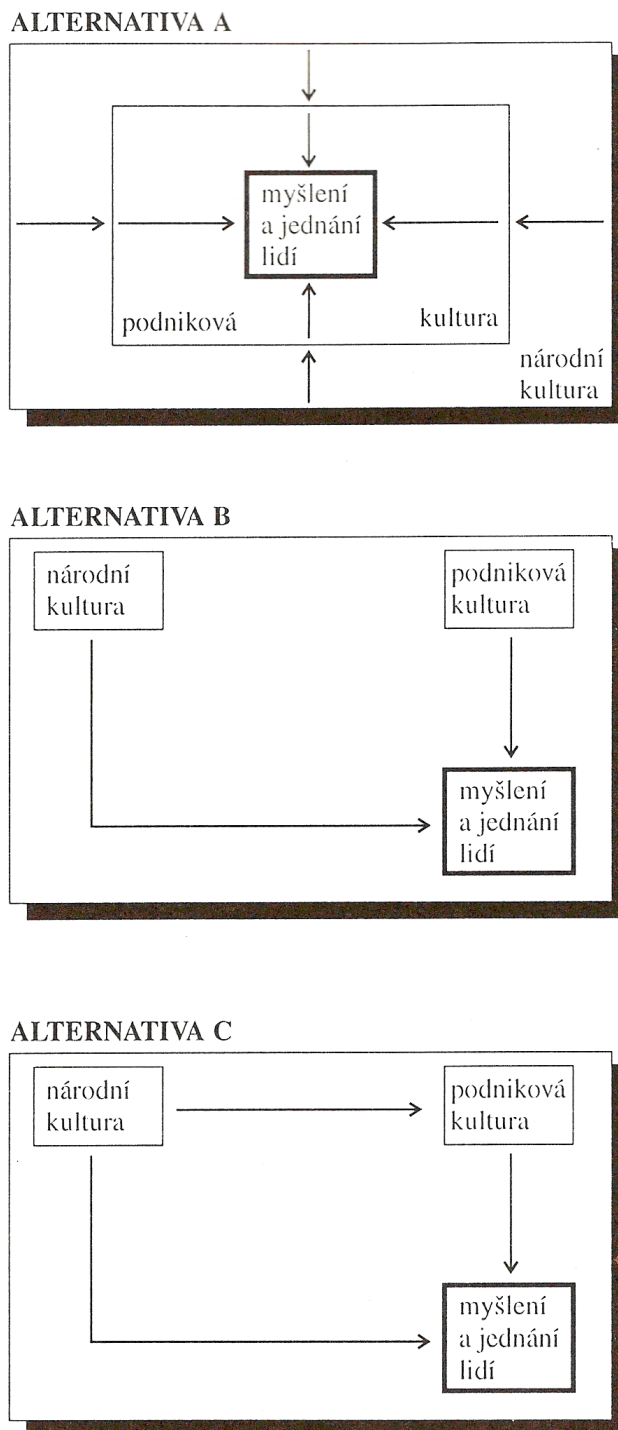 ALTERNATIVA A
myšlení
a jednání
lidí
podniková kultura
národní
kultura
ALTERNATIVA B
národní
kultura
podniková
kultura
myšlení
a jednání
lidí
ALTERNATIVA C
národní
kultura
podniková
kultura
myšlení
a jednání
lidí